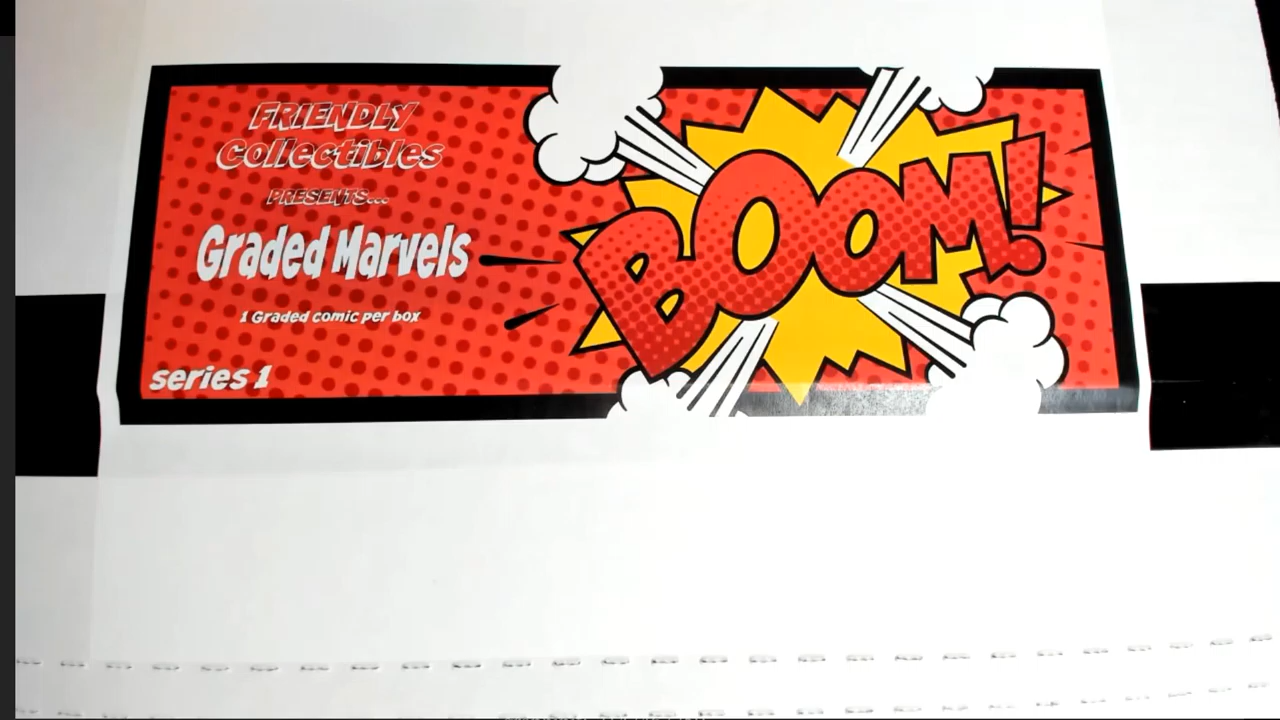 FRIENDLY
Collectibles
PRESENTS...
Graded Marvels
1 Graded comic per box
series 1
BOOM!